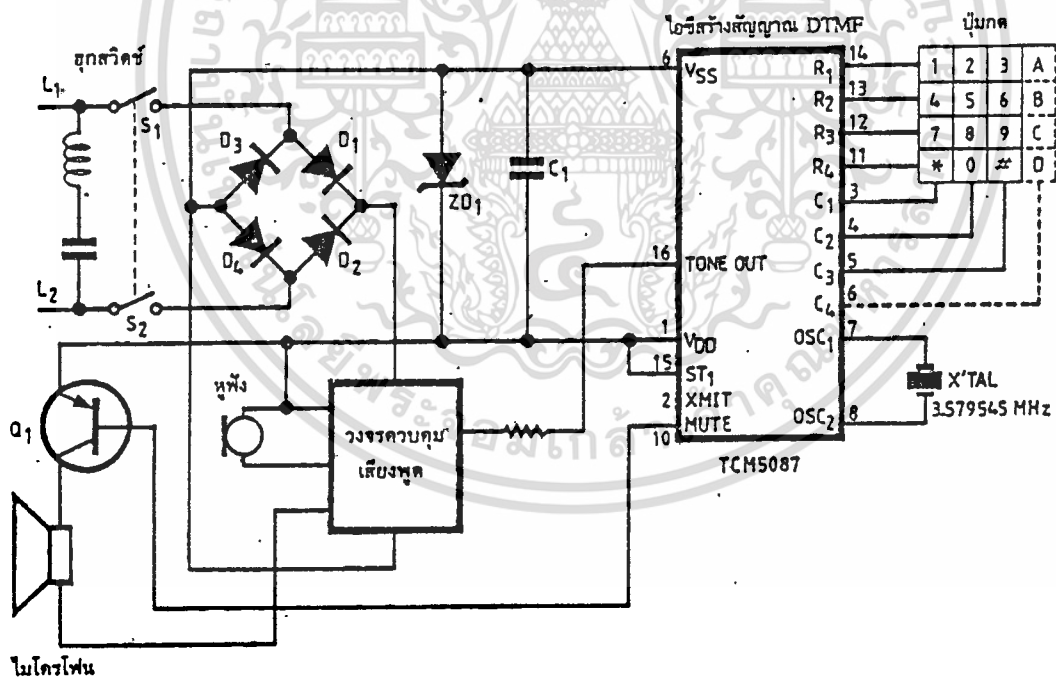 ไอซีสร้างสัญญาณ DTMF
ปุ่มกด
ฮุกสวิตช์
L1
S1
L2
S2
D3
D1
D4
D2
ZD1
C1
6
VSS
16
TONE OUT
1
VDD
15
ST1
2
XMIT
10
MUTE
R1
14
R2
13
R3
12
R4
11
C1
3
C2
4
C3
5
C4
6
OSC1
7
OSC2
8
TCM5087
1 2 3 A
4 5 6 B
7 8 9 C
* 0 # D
X'TAL
3.579545 MHz
Q1
หูฟัง
วงจรควบคุม
เสียงพูด
ไมโครโฟน